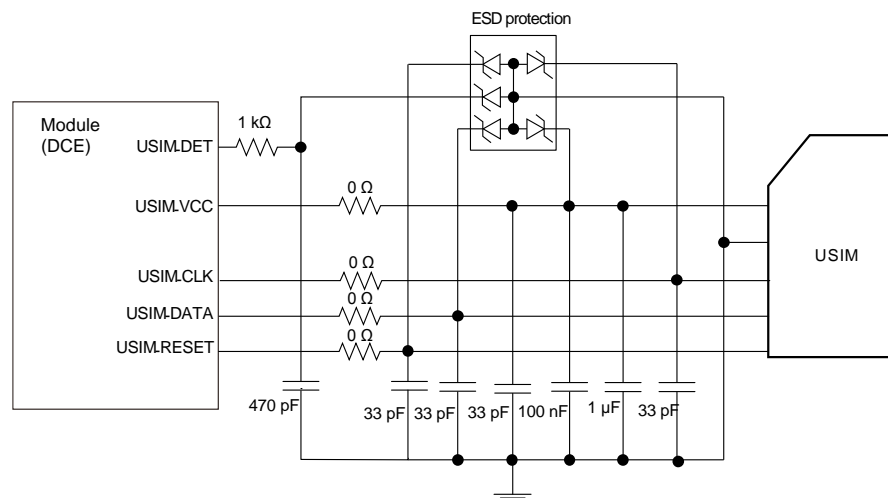 ESD protection
Module
(DCE)
1 kΩ
USIM-DET
0 Ω
USIM-VCC
USIM
0 Ω
USIM-CLK
0 Ω
USIM-DATA
0 Ω
USIM-RESET
470 pF
33 pF
33 pF
33 pF
100 nF
1 µF
33 pF